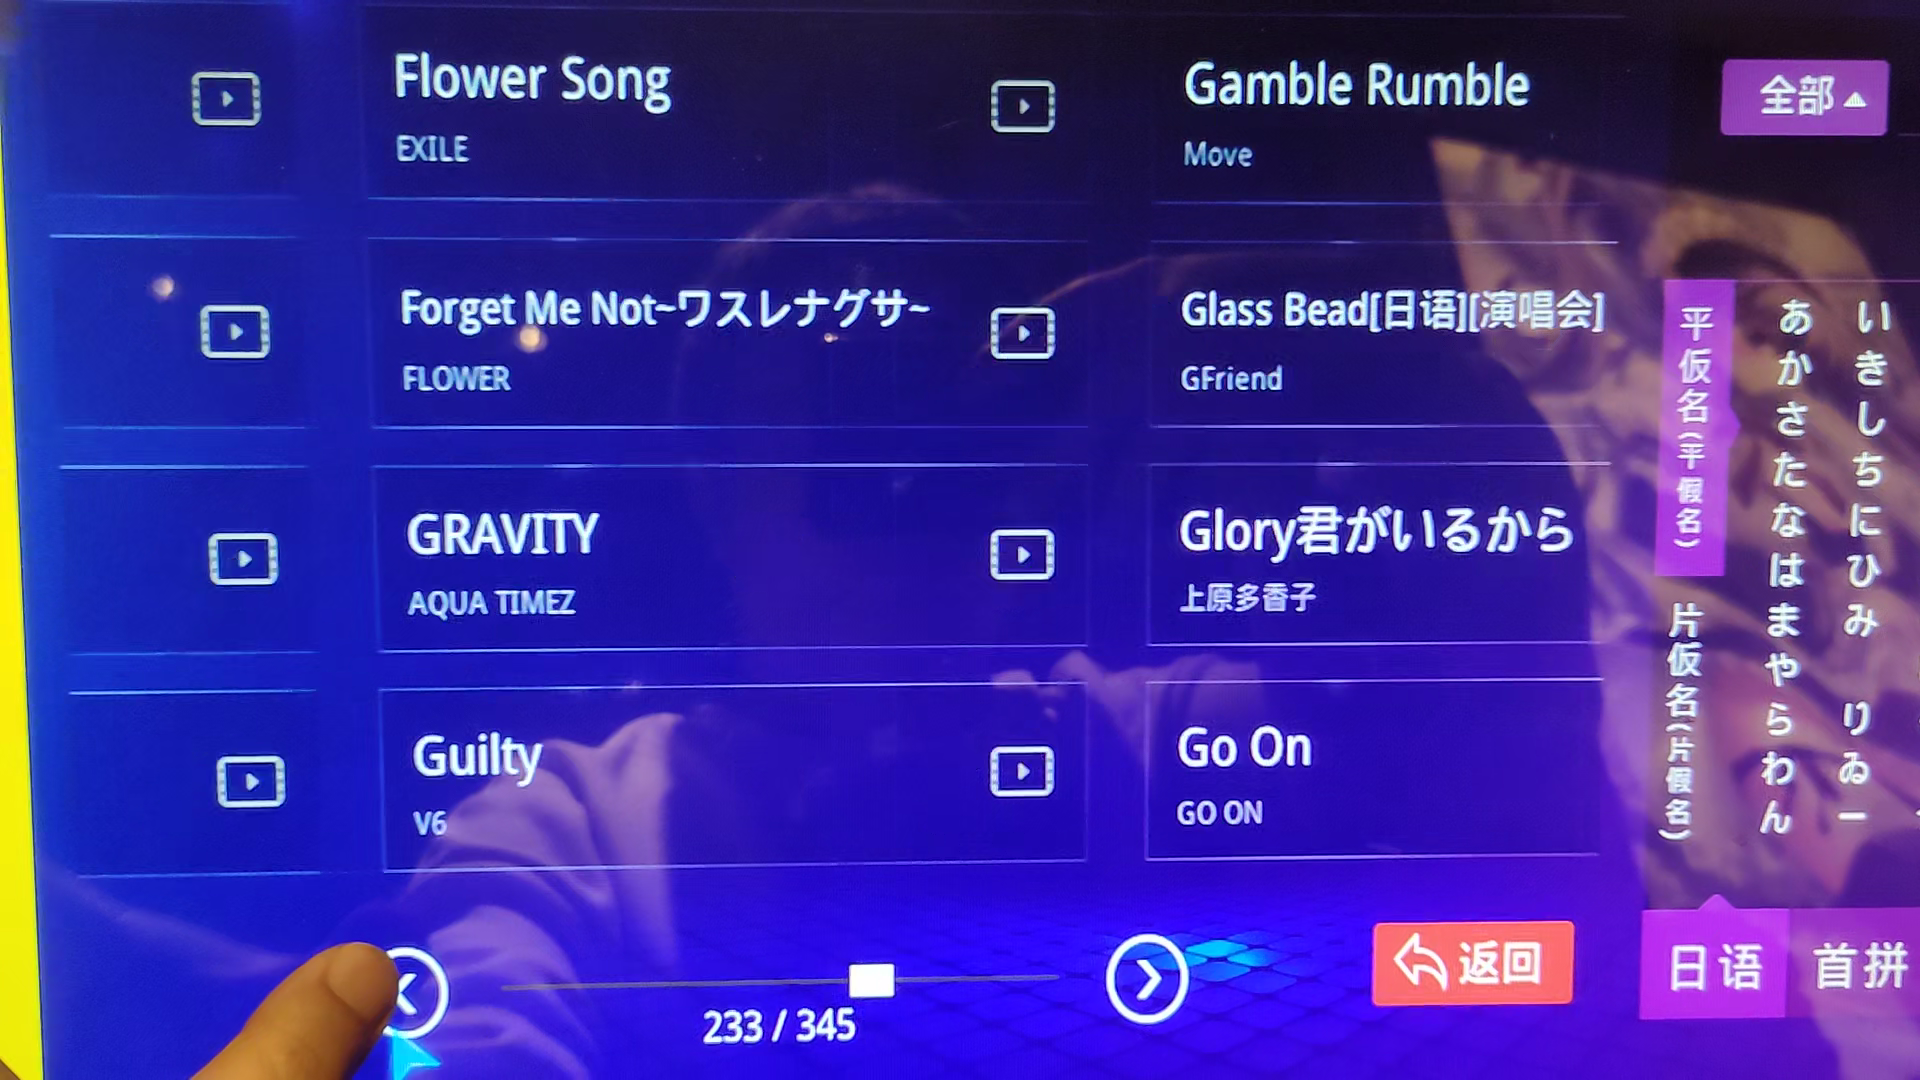 Flower Song
EXILE
Gamble Rumble
Move
全部
Forget Me Not~ワスレナグサ~
FLOWER
Glass Bead[日语][演唱会]
GFriend
GRAVITY
AQUA TIMEZ
Glory君がいるから
上原多香子
Guilty
V6
Go On
GO ON
平仮名(平假名)
片仮名(片假名)
あ い
か き
さ し
た ち
な に
は ひ
ま み
や
ら り
わ ゐ
ん ー
233 / 345
返回
日语
首拼